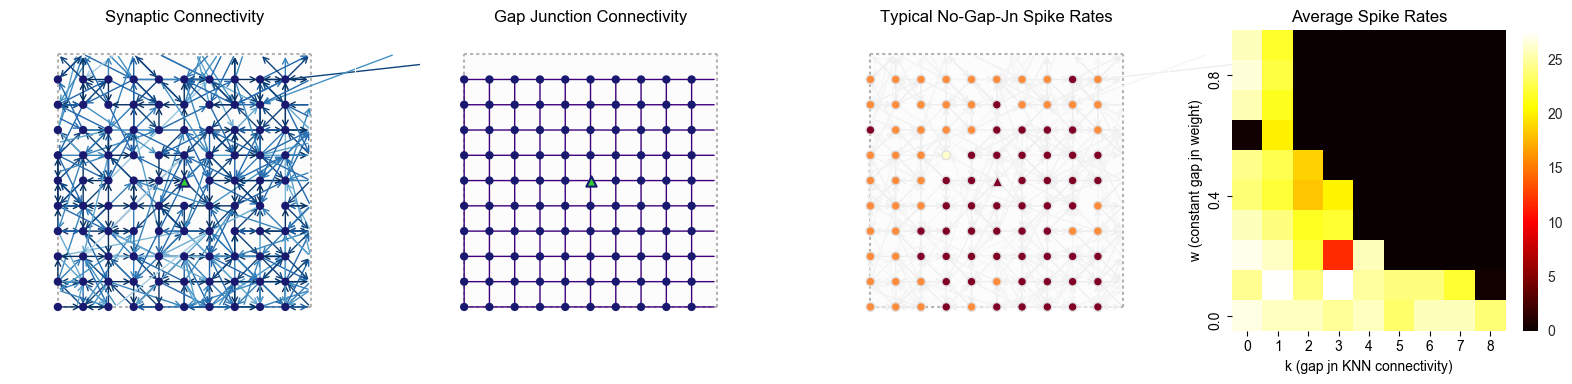 Synaptic Connectivity
Gap Junction Connectivity
Typical No-Gap-Jn Spike Rates
Average Spike Rates
w (constant gap jn weight)
0.8
0.4
0.0
0 1 2 3 4 5 6 7 8
k (gap jn KNN connectivity)
25
20
15
10
5
0